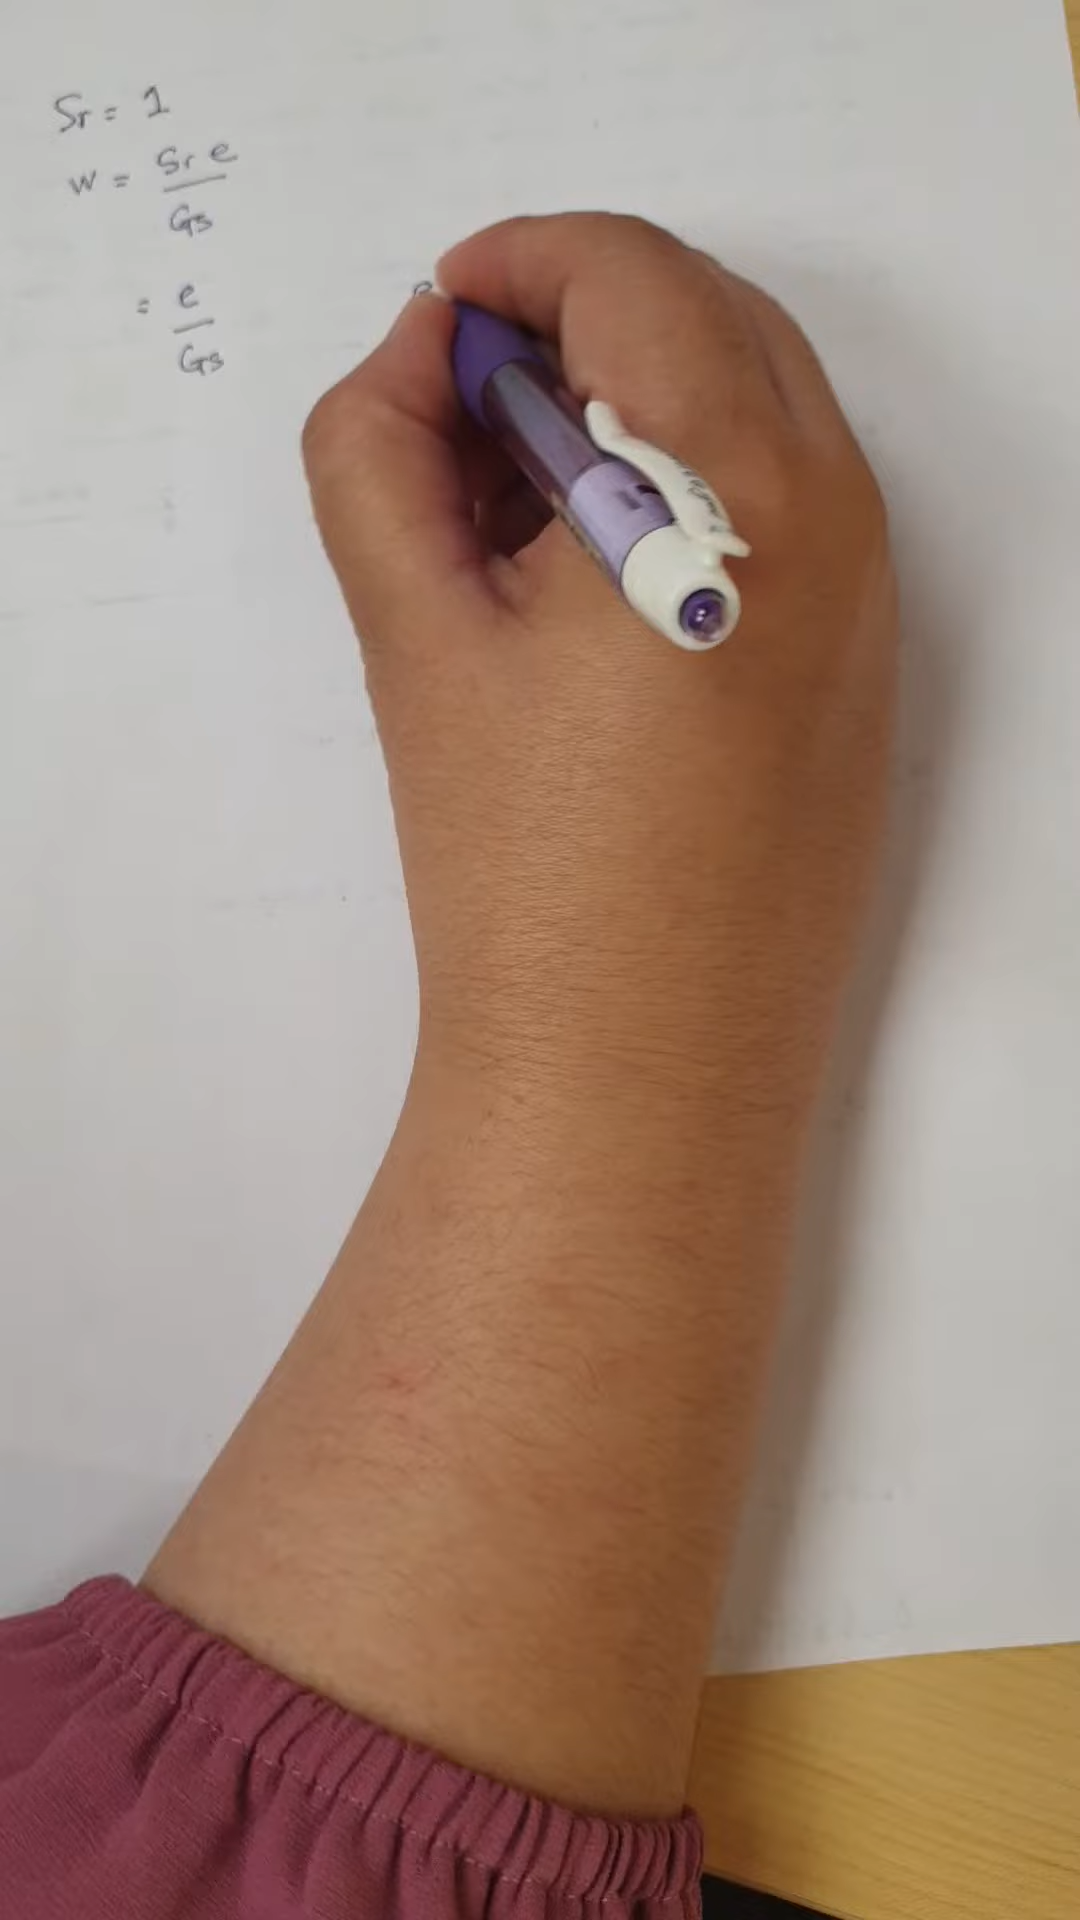 Sr = 1
w = Sr e
Gs
= e
Gs
e